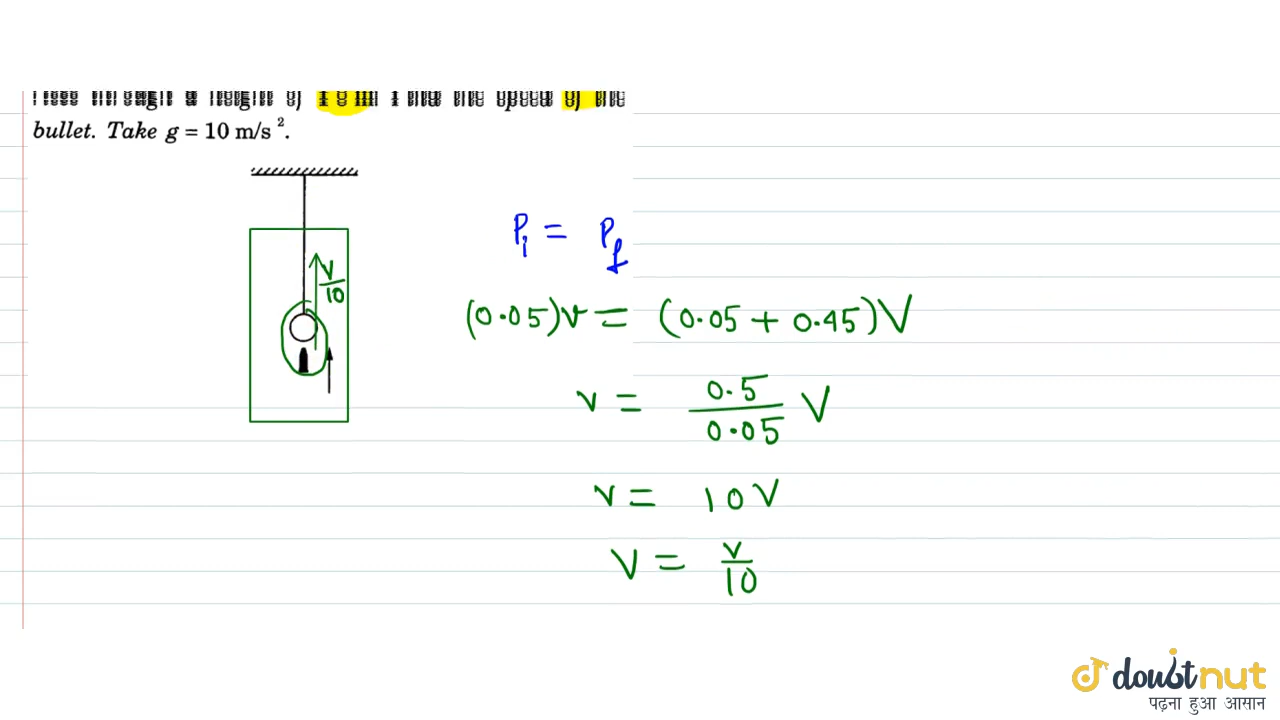 bullet. Take g = 10 m/s ².
V/10
Pi = Pf
(0.05)v = (0.05 + 0.45)V
v = 0.5/0.05 V
v = 10V
V = v/10
doubtnut
पढ़ना हुआ आसान